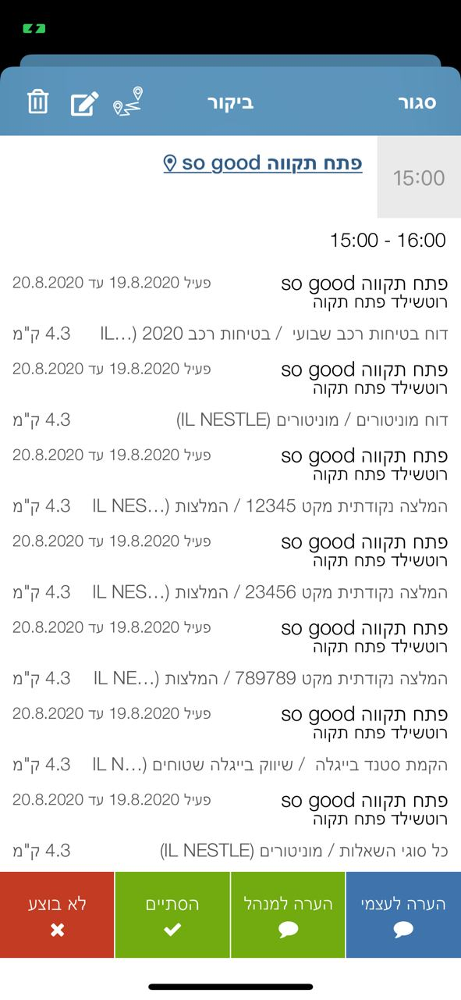 סגור
ביקור
15:00
פתח תקווה so good
15:00 - 16:00
פתח תקווה so good
פעיל 19.8.2020 עד 20.8.2020
רוטשילד פתח תקוה
דוח בטיחות רכב שבועי / בטיחות רכב 2020 (IL...
4.3 ק"מ
פתח תקווה so good
פעיל 19.8.2020 עד 20.8.2020
רוטשילד פתח תקוה
דוח מוניטורים / מוניטורים (IL NESTLE)
4.3 ק"מ
פתח תקווה so good
פעיל 19.8.2020 עד 20.8.2020
רוטשילד פתח תקוה
המלצה נקודתית מקט 12345 / המלצות (IL NES...
4.3 ק"מ
פתח תקווה so good
פעיל 19.8.2020 עד 20.8.2020
רוטשילד פתח תקוה
המלצה נקודתית מקט 23456 / המלצות (IL NES...
4.3 ק"מ
פתח תקווה so good
פעיל 19.8.2020 עד 20.8.2020
רוטשילד פתח תקוה
המלצה נקודתית מקט 789789 / המלצות (IL NE...
4.3 ק"מ
פתח תקווה so good
פעיל 19.8.2020 עד 20.8.2020
רוטשילד פתח תקוה
הקמת סטנד בייגלה / שיווק בייגלה שטוחים (IL N...
4.3 ק"מ
פתח תקווה so good
פעיל 19.8.2020 עד 20.8.2020
רוטשילד פתח תקוה
כל סוגי השאלות / מוניטורים (IL NESTLE)
4.3 ק"מ
הערה לעצמי
הערה למנהל
הסתיים
לא בוצע